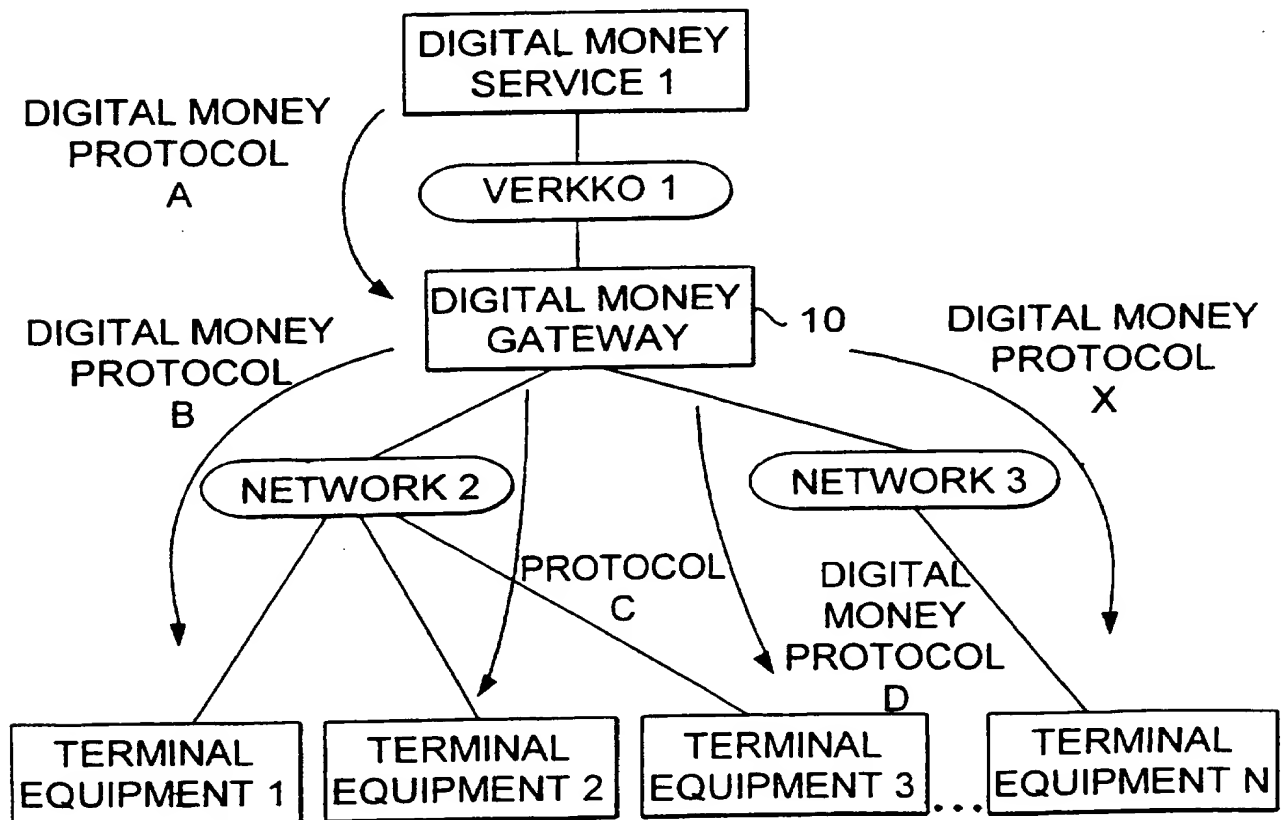 DIGITAL MONEY
SERVICE 1
DIGITAL MONEY
PROTOCOL
A
VERKKO 1
DIGITAL MONEY
GATEWAY
10
DIGITAL MONEY
PROTOCOL
B
DIGITAL MONEY
PROTOCOL
X
NETWORK 2
NETWORK 3
PROTOCOL
C
DIGITAL
MONEY
PROTOCOL
D
TERMINAL
EQUIPMENT 1
TERMINAL
EQUIPMENT 2
TERMINAL
EQUIPMENT 3
...
TERMINAL
EQUIPMENT N